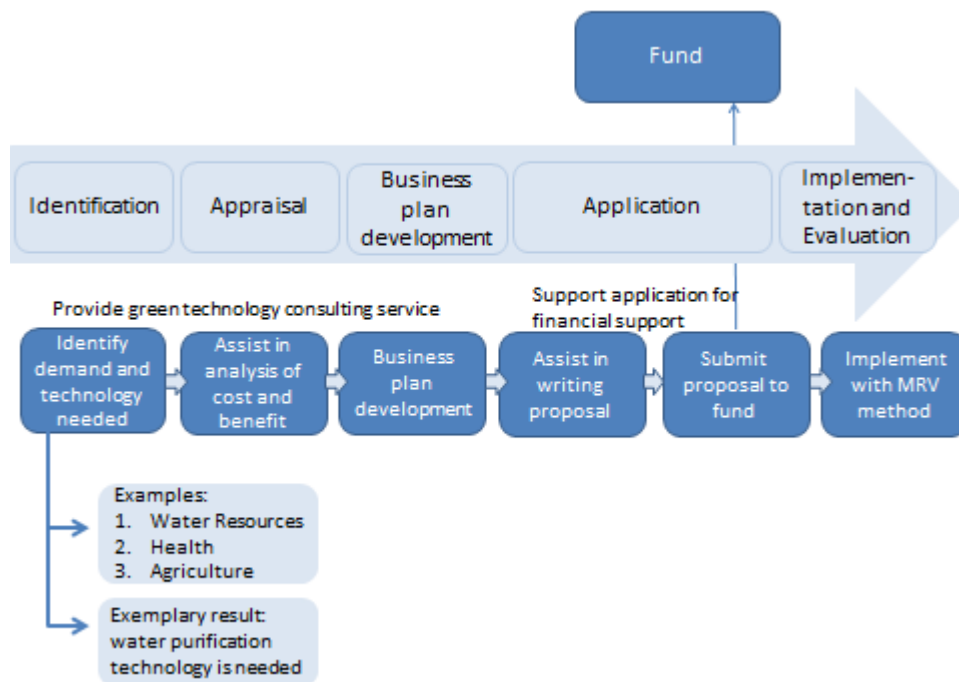 Fund
Identification
Appraisal
Business
plan
development
Application
Implemen-
tation and
Evaluation
Provide green technology consulting service
Support application for
financial support
Identify
demand and
technology
needed
Assist in
analysis of
cost and
benefit
Business
plan
development
Assist in
writing
proposal
Submit
proposal to
fund
Implement
with MRV
method
Examples:
1. Water Resources
2. Health
3. Agriculture
Exemplary result:
water purification
technology is needed